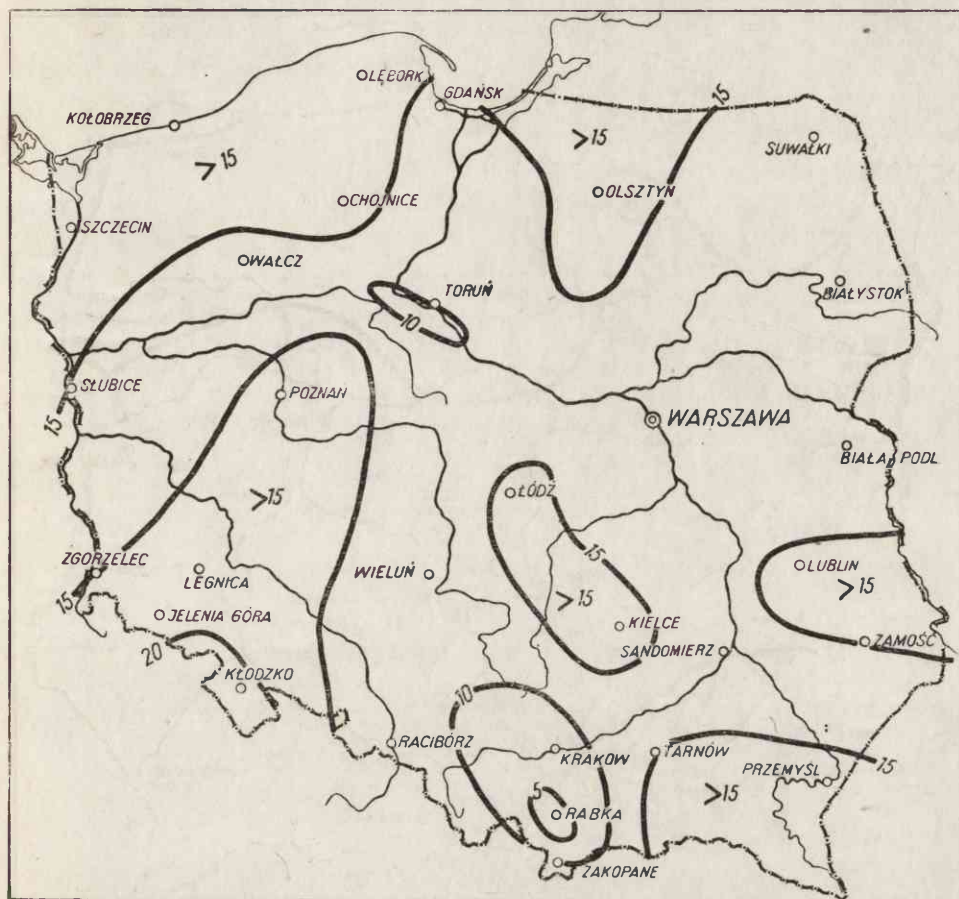 LĘBORK
GDAŃSK
15
KOŁOBRZEG
>15
SUWAŁKI
>15
OLSZTYN
CHOJNICE
SZCZECIN
WAŁCZ
TORUŃ
BIAŁYSTOK
10
SŁUBICE
POZNAŃ
15
WARSZAWA
BIAŁA PODL
>15
ŁÓDZ
15
ZGORZELEC
LEGNICA
WIELUŃ
LUBLIN
>15
>15
15
JELENIA GÓRA
KIELCE
20
SANDOMIERZ
ZAMOŚĆ
KŁODZKO
10
RACIBÓRZ
KRAKOW
TARNÓW
15
PRZEMYŚL
5
>15
RABKA
ZAKOPANE